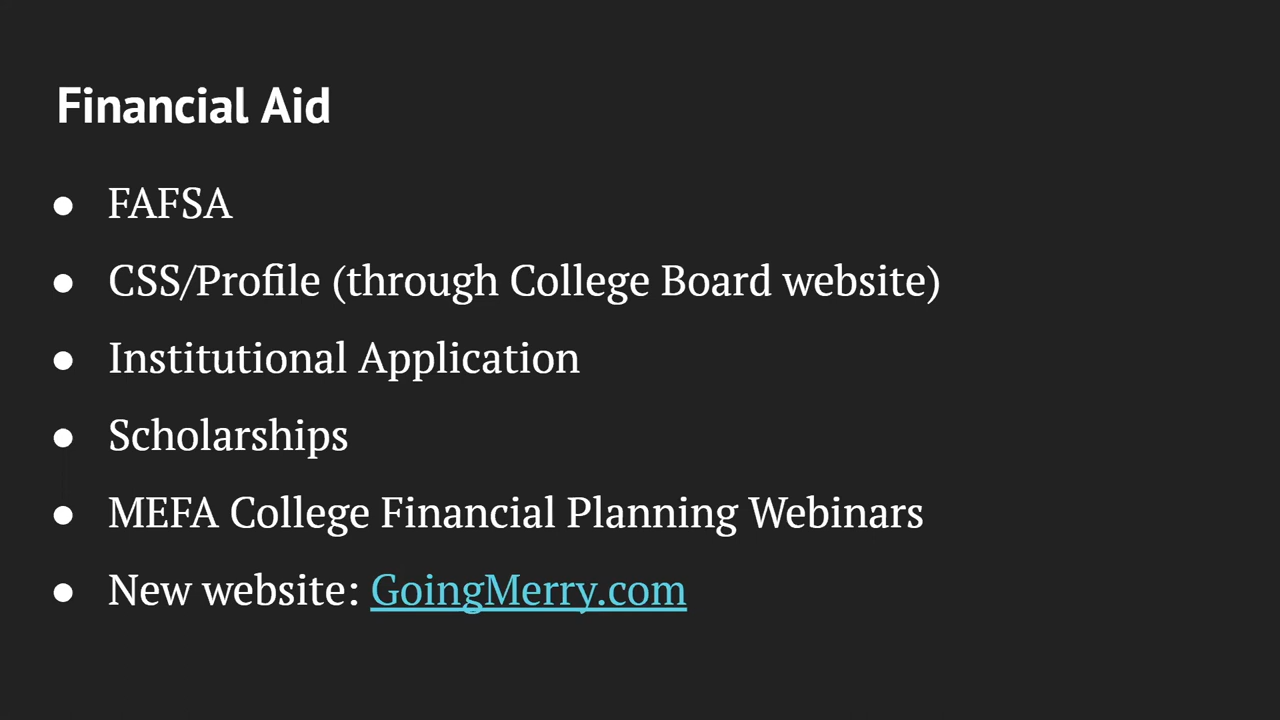 Financial Aid
● FAFSA
● CSS/Profile (through College Board website)
● Institutional Application
● Scholarships
● MEFA College Financial Planning Webinars
● New website: GoingMerry.com